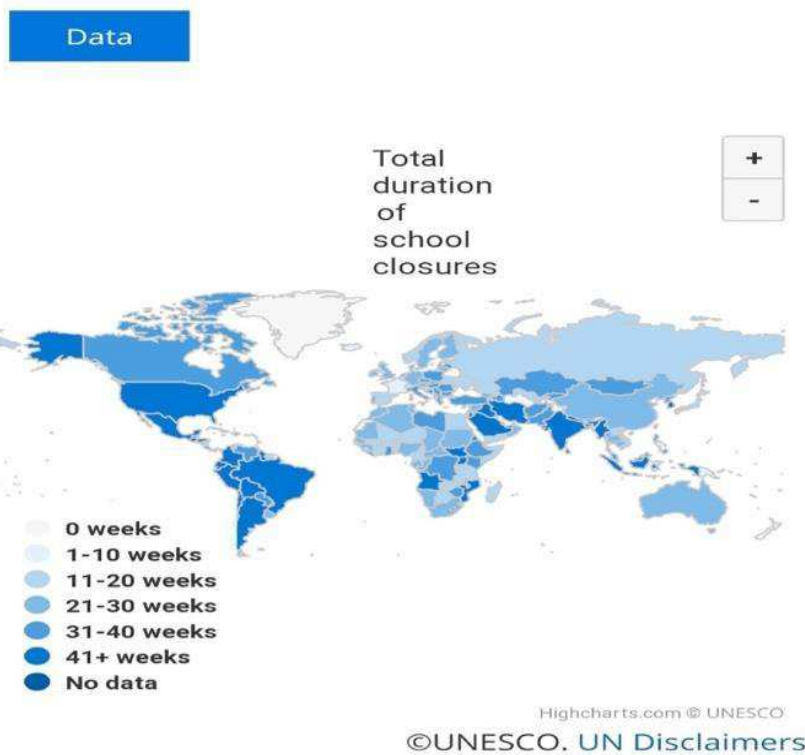 Data
Total
duration
of
school
closures
+
-
0 weeks
1-10 weeks
11-20 weeks
21-30 weeks
31-40 weeks
41+ weeks
No data
Highcharts.com © UNESCO
©UNESCO. UN Disclaimers